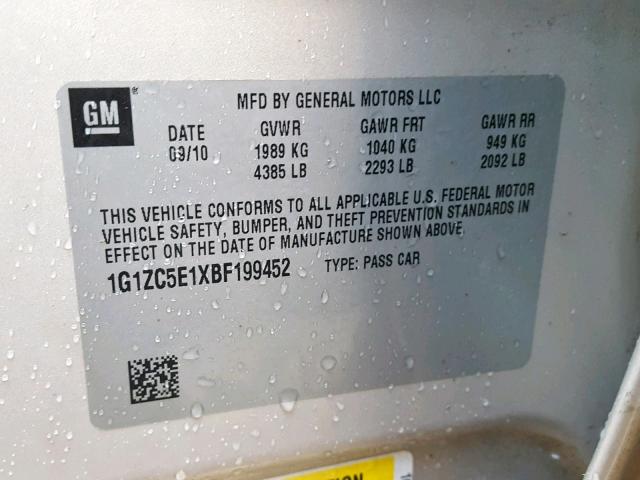 GM
MFD BY GENERAL MOTORS LLC
DATE GVWR GAWR FRT GAWR RR
09/10 1989 KG 1040 KG 949 KG
4385 LB 2293 LB 2092 LB
THIS VEHICLE CONFORMS TO ALL APPLICABLE U.S. FEDERAL MOTOR
VEHICLE SAFETY, BUMPER, AND THEFT PREVENTION STANDARDS IN
EFFECT ON THE DATE OF MANUFACTURE SHOWN ABOVE.
1G1ZC5E1XBF199452 TYPE: PASS CAR